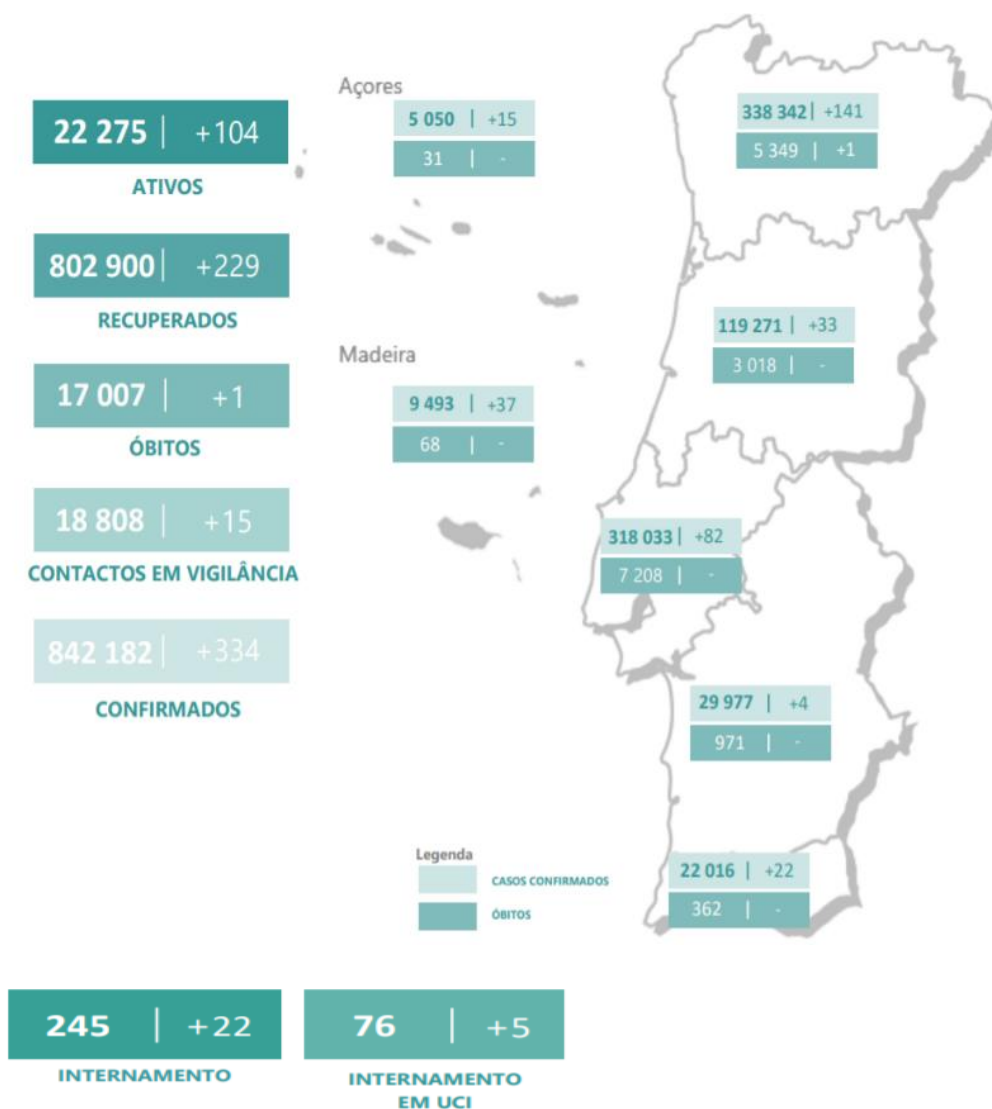 22 275 | +104
ATIVOS
802 900 | +229
RECUPERADOS
17 007 | +1
ÓBITOS
18 808 | +15
CONTACTOS EM VIGILÂNCIA
842 182 | +334
CONFIRMADOS
Açores
5 050 | +15
31 | -
Madeira
9 493 | +37
68 | -
338 342 | +141
5 349 | +1
119 271 | +33
3 018 | -
318 033 | +82
7 208 | -
29 977 | +4
971 | -
22 016 | +22
362 | -
Legenda
CASOS CONFIRMADOS
ÓBITOS
245 | +22
INTERNAMENTO
76 | +5
INTERNAMENTO
EM UCI